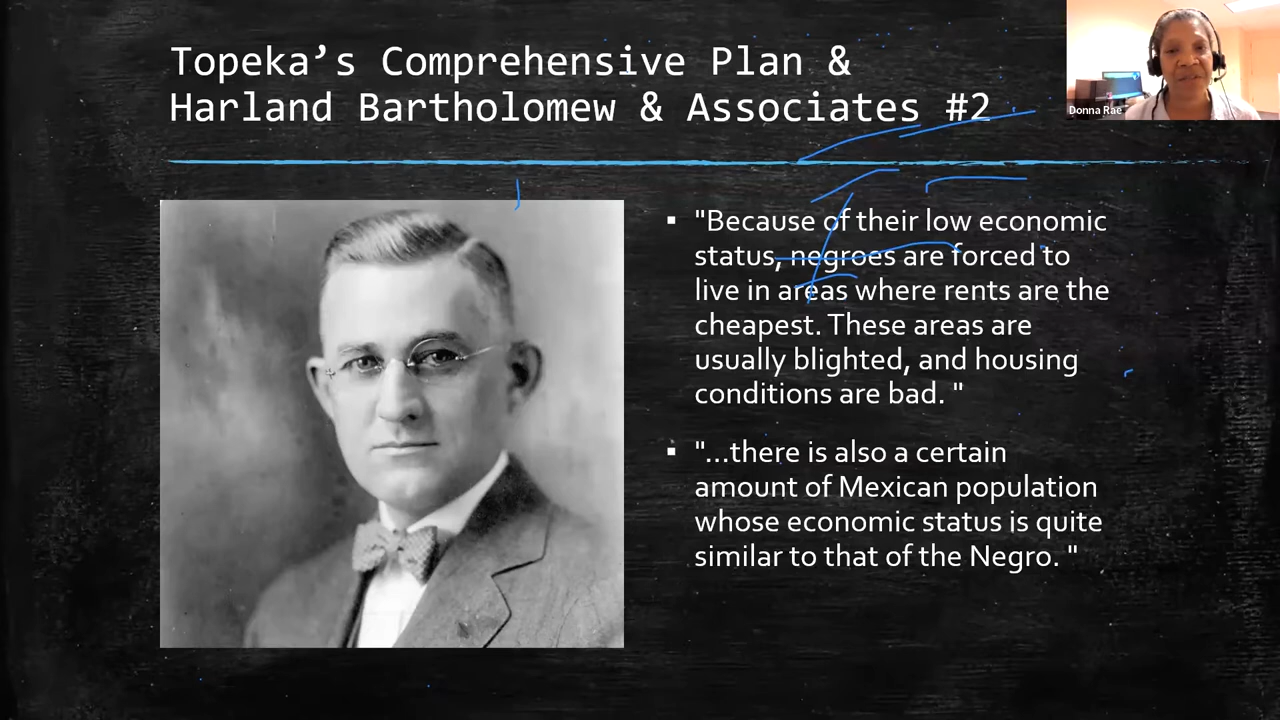 Topeka’s Comprehensive Plan &
Harland Bartholomew & Associates #2
Donna Rae
▪ "Because of their low economic
status, negroes are forced to
live in areas where rents are the
cheapest. These areas are
usually blighted, and housing
conditions are bad. "
▪ "...there is also a certain
amount of Mexican population
whose economic status is quite
similar to that of the Negro. "